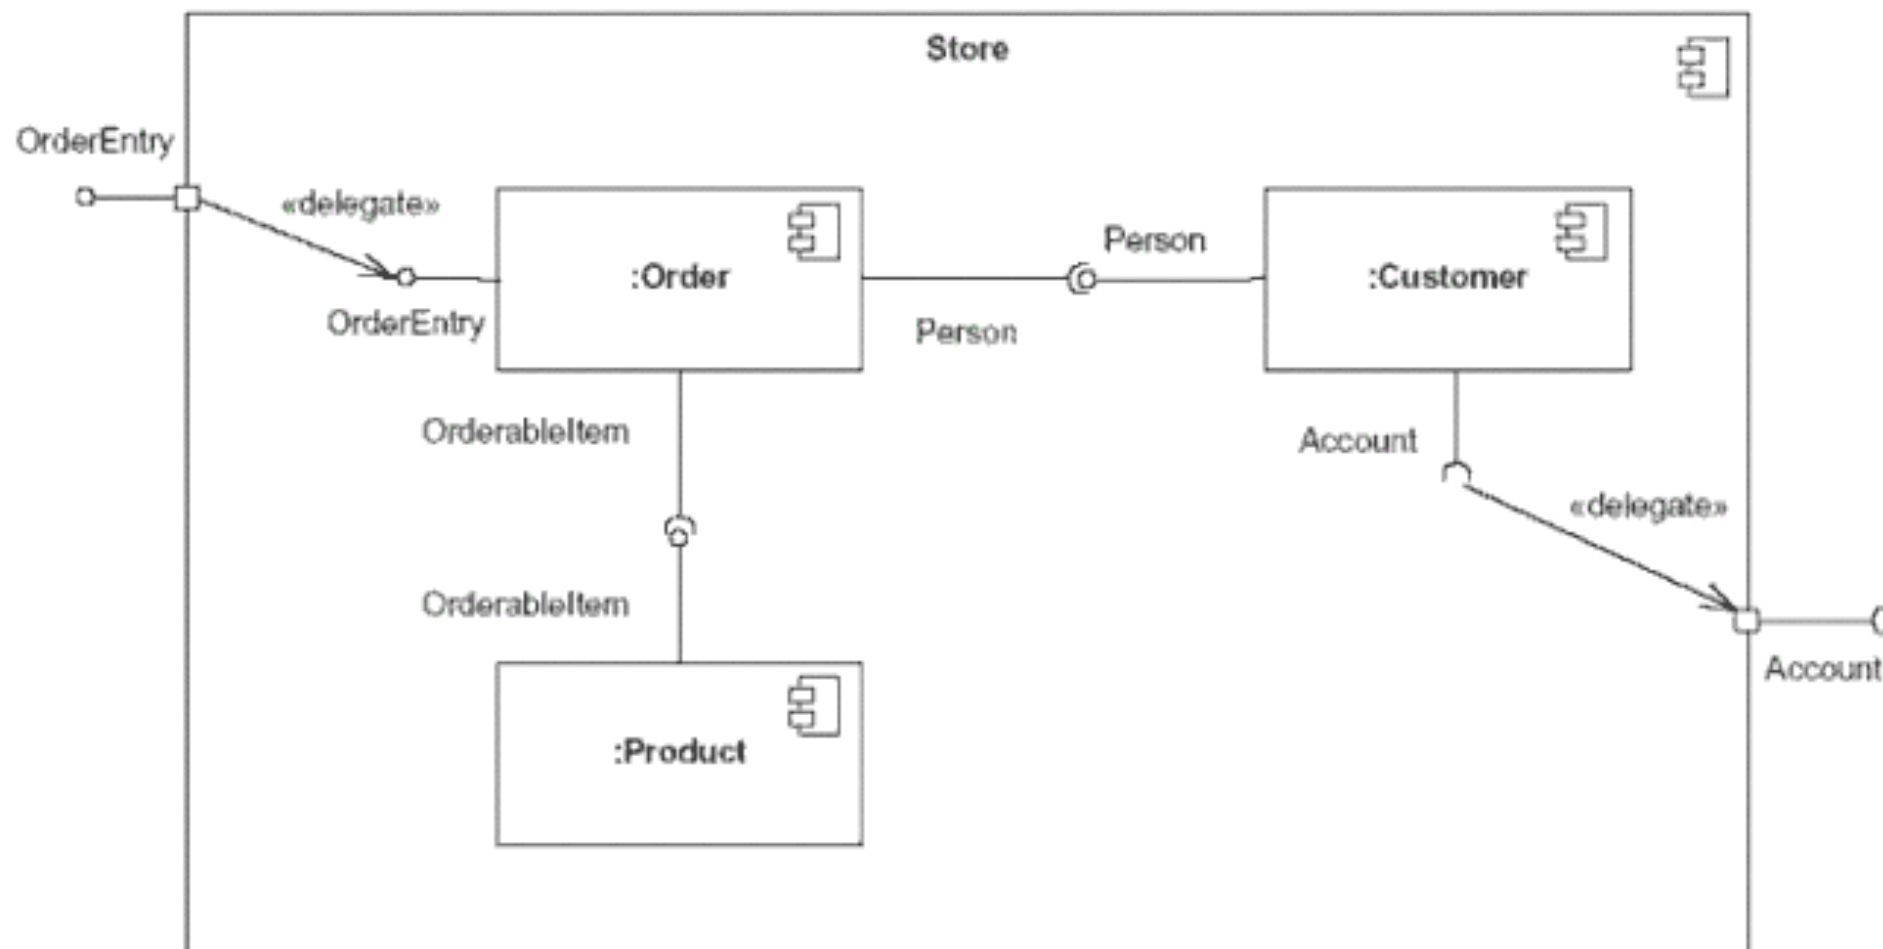 Store
OrderEntry
«delegate»
:Order
OrderEntry
Person
Person
:Customer
OrderableItem
Account
«delegate»
OrderableItem
Account
:Product